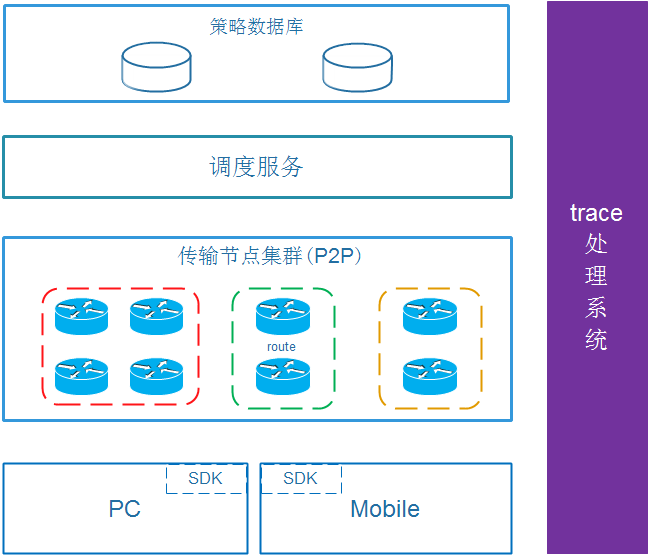 策略数据库
调度服务
传输节点集群(P2P)
route
SDK
PC
SDK
Mobile
trace
处
理
系
统